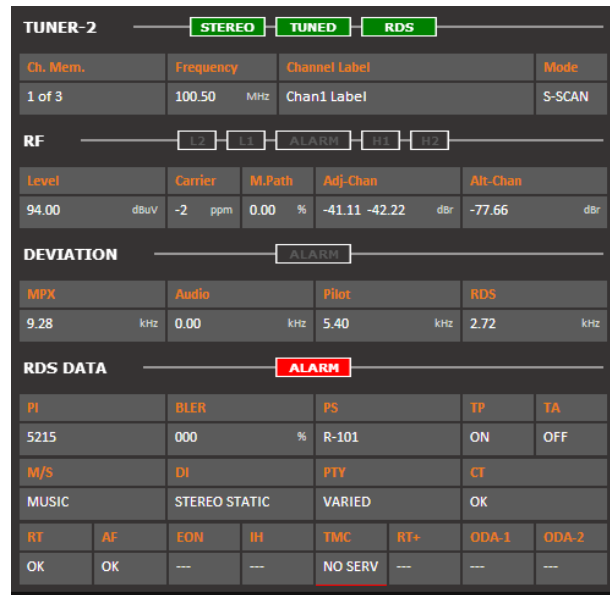 TUNER-2 STEREO TUNED RDS
Ch. Mem. Frequency Channel Label Mode
1 of 3 100.50 MHz Chan1 Label S-SCAN
RF L2 L1 ALARM H1 H2
Level Carrier M.Path Adj-Chan Alt-Chan
94.00 dBuV -2 ppm 0.00 % -41.11 -42.22 dBr -77.66 dBr
DEVIATION ALARM
MPX Audio Pilot RDS
9.28 kHz 0.00 kHz 5.40 kHz 2.72 kHz
RDS DATA ALARM
PI BLER PS TP TA
5215 000 % R-101 ON OFF
M/S DI PTY CT
MUSIC STEREO STATIC VARIED OK
RT AF EON IH TMC RT+ ODA-1 ODA-2
OK OK --- --- NO SERV --- --- ---